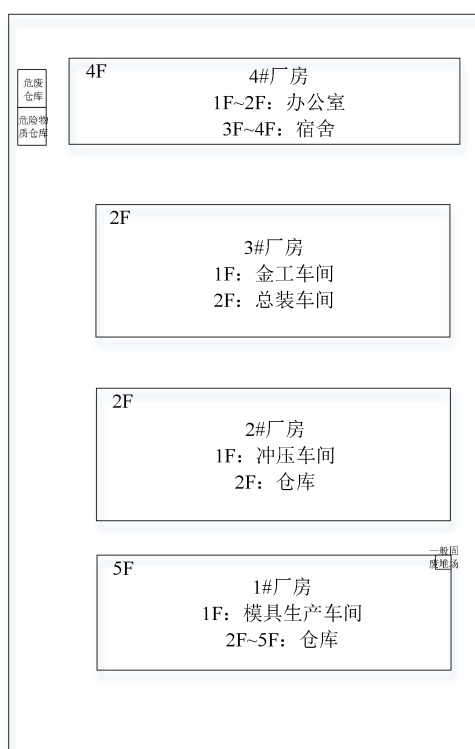 危废
仓库
危险物
质仓库
4F
4#厂房
1F~2F：办公室
3F~4F：宿舍
2F
3#厂房
1F：金工车间
2F：总装车间
2F
2#厂房
1F：冲压车间
2F：仓库
一般固
废堆场
5F
1#厂房
1F：模具生产车间
2F~5F：仓库